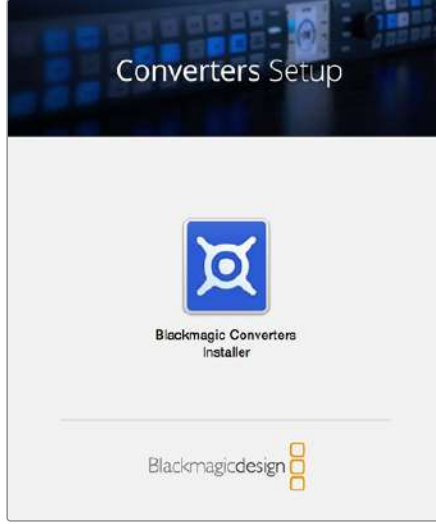 Converters Setup
Blackmagic Converters
Installer
Blackmagicdesign